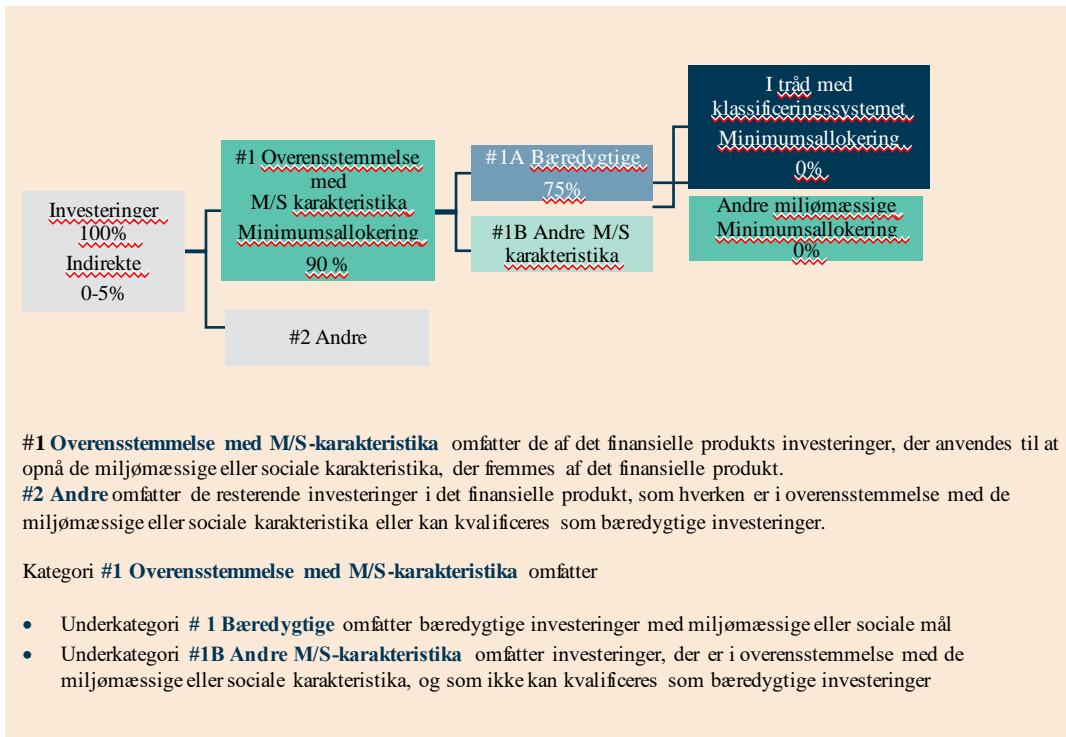 Investeringer
100%
Indirekte
0-5%
#1 Overensstemmelse
med
M/S karakteristika
Minimumsallokering
90 %
#2 Andre
#1A Bæredygtige
75%
#1B Andre M/S
karakteristika
I tråd med
klassificeringssystemet
Minimumsallokering
0%
Andre miljømæssige
Minimumsallokering
0%
#1 Overensstemmelse med M/S-karakteristika omfatter de af det finansielle produkts investeringer, der anvendes til at
opnå de miljømæssige eller sociale karakteristika, der fremmes af det finansielle produkt.
#2 Andre omfatter de resterende investeringer i det finansielle produkt, som hverken er i overensstemmelse med de
miljømæssige eller sociale karakteristika eller kan kvalificeres som bæredygtige investeringer.
Kategori #1 Overensstemmelse med M/S-karakteristika omfatter
• Underkategori # 1 Bæredygtige omfatter bæredygtige investeringer med miljømæssige eller sociale mål
• Underkategori #1B Andre M/S-karakteristika omfatter investeringer, der er i overensstemmelse med de
miljømæssige eller sociale karakteristika, og som ikke kan kvalificeres som bæredygtige investeringer